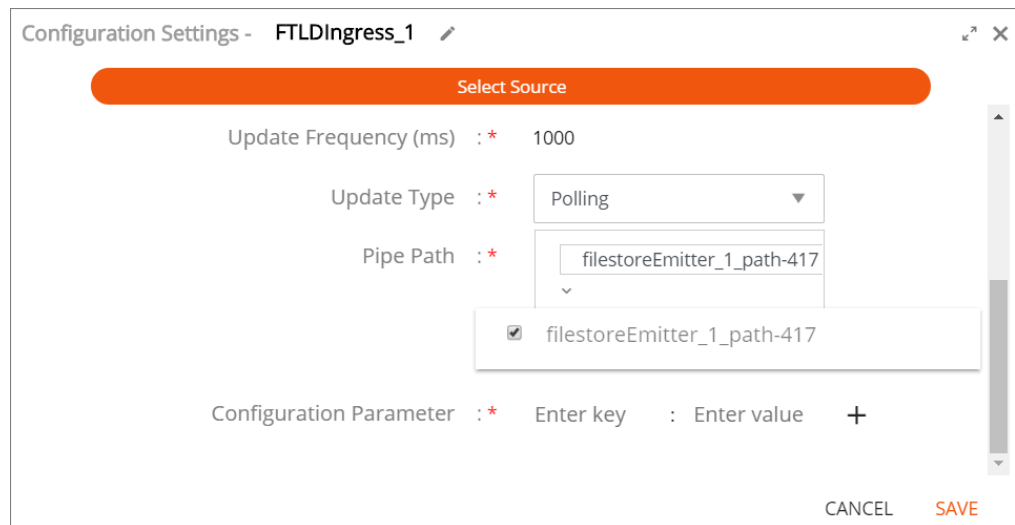 Configuration Settings - FTLDIngress_1
Select Source
Update Frequency (ms) :* 1000
Update Type :* Polling
Pipe Path :* filestoreEmitter_1_path-417
filestoreEmitter_1_path-417
Configuration Parameter :* Enter key : Enter value +
CANCEL SAVE